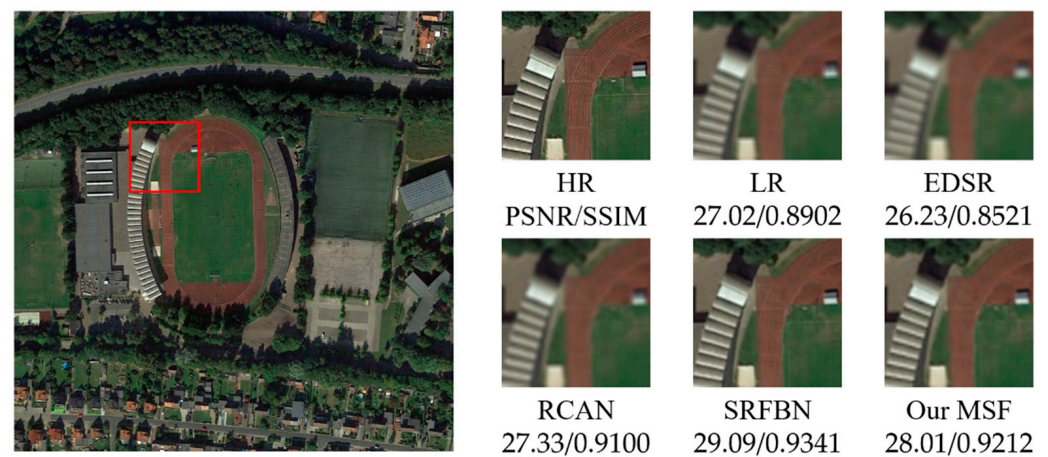 HR
PSNR/SSIM
LR
27.02/0.8902
EDSR
26.23/0.8521
RCAN
27.33/0.9100
SRFBN
29.09/0.9341
Our MSF
28.01/0.9212